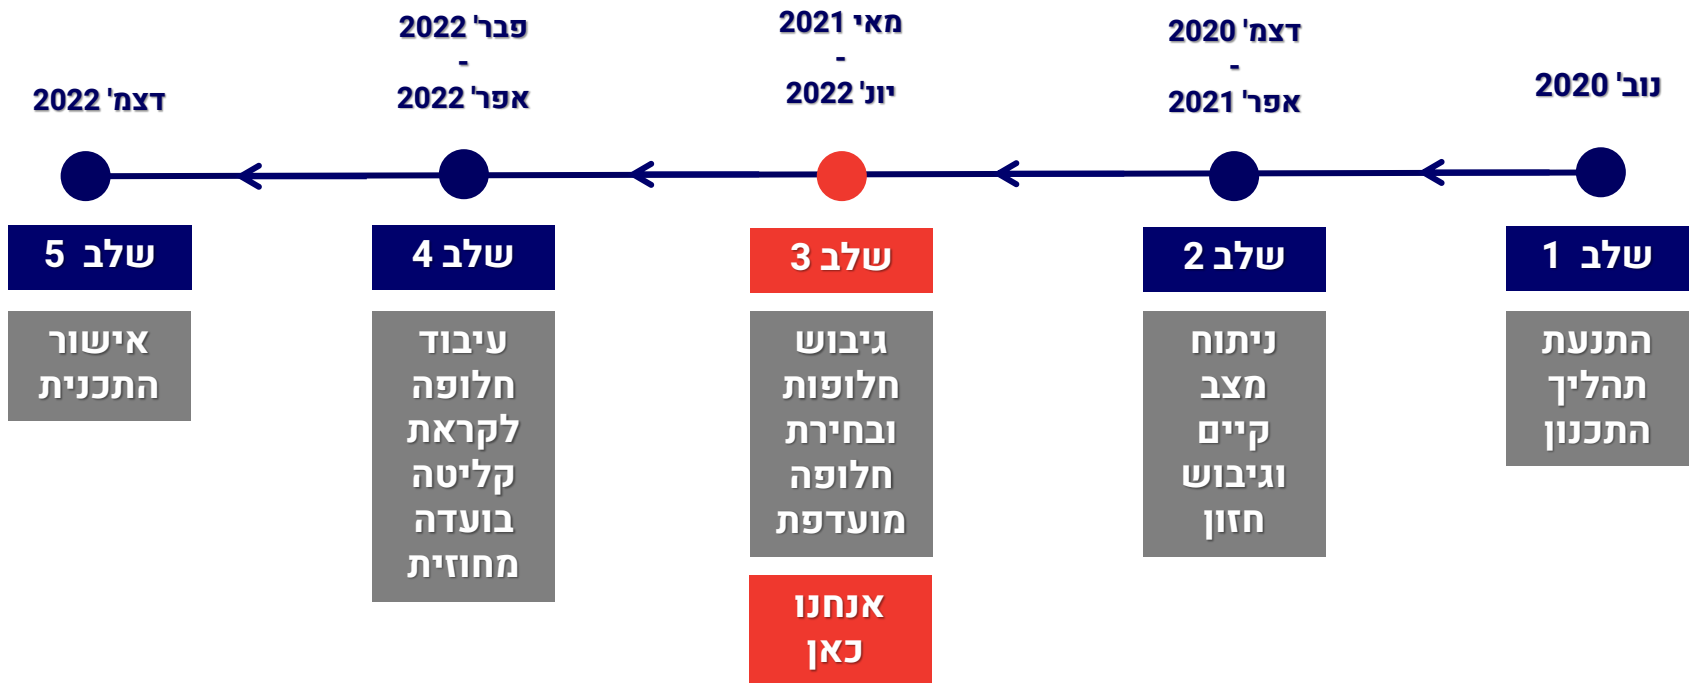 נוב' 2020
שלב 1
התנעת
תהליך
התכנון
דצמ' 2020
-
אפר' 2021
שלב 2
ניתוח
מצב
קיים
וגיבוש
חזון
מאי 2021
-
יונ' 2022
שלב 3
גיבוש
חלופות
ובחירת
חלופה
מועדפת
אנחנו
כאן
פבר' 2022
-
אפר' 2022
שלב 4
עיבוד
חלופה
לקראת
קליטה
בועדה
מחוזית
דצמ' 2022
שלב 5
אישור
התכנית